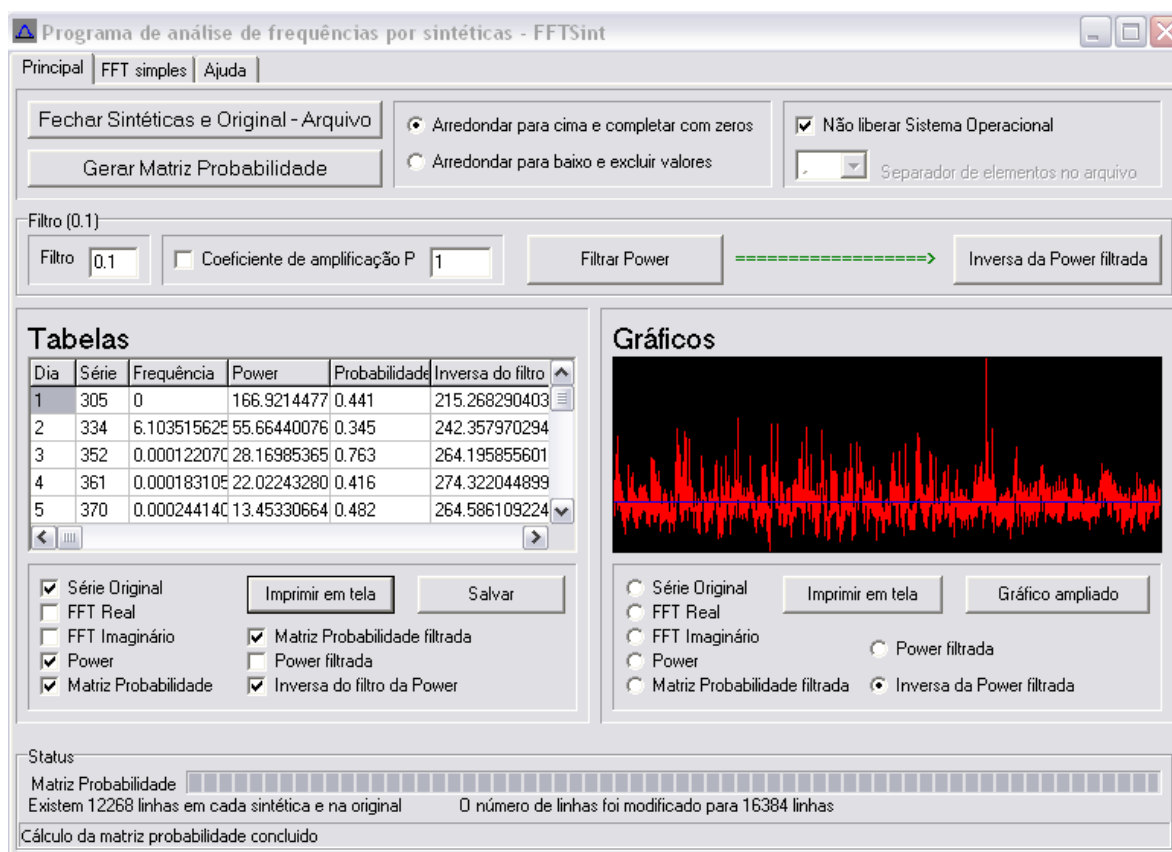 Programa de análise de frequências por sintéticas - FFTSint
Principal FFT simples Ajuda
Fechar Sintéticas e Original - Arquivo
Gerar Matriz Probabilidade
Arredondar para cima e completar com zeros
Arredondar para baixo e excluir valores
Não liberar Sistema Operacional
, Separador de elementos no arquivo
Filtro (0.1)
Filtro 0.1 Coeficiente de amplificação P 1 Filtrar Power ==================> Inversa da Power filtrada
Tabelas
Dia Série Frequência Power Probabilidade Inversa do filtro
1 305 0 166.9214477 0.441 215.268290403
2 334 6.103515625 55.66440076 0.345 242.357970294
3 352 0.000122070 28.16985365 0.763 264.195855601
4 361 0.000183105 22.02243280 0.416 274.322044899
5 370 0.000244140 13.45330664 0.482 264.586109224
Série Original
FFT Real
FFT Imaginário
Power
Matriz Probabilidade
Imprimir em tela Salvar
Matriz Probabilidade filtrada
Power filtrada
Inversa do filtro da Power
Gráficos
Série Original
FFT Real
FFT Imaginário
Power
Matriz Probabilidade filtrada
Imprimir em tela Gráfico ampliado
Power filtrada
Inversa da Power filtrada
Status
Matriz Probabilidade
Existem 12268 linhas em cada sintética e na original O número de linhas foi modificado para 16384 linhas
Cálculo da matriz probabilidade concluido